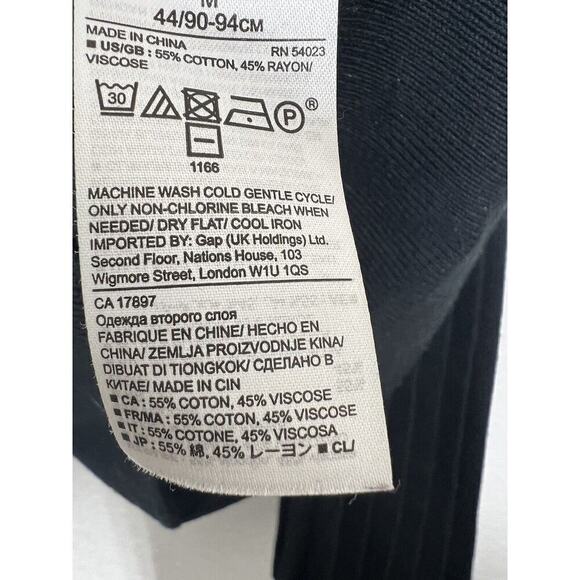 M
44/90-94CM
MADE IN CHINA RN 54023
■ US/GB : 55% COTTON, 45% RAYON/
VISCOSE
30 P ®
1166
MACHINE WASH COLD GENTLE CYCLE/
ONLY NON-CHLORINE BLEACH WHEN
NEEDED/ DRY FLAT/ COOL IRON
IMPORTED BY: Gap (UK Holdings) Ltd.
Second Floor, Nations House, 103
Wigmore Street, London W1U 1QS
CA 17897
Одежда второго слоя
FABRIQUE EN CHINE/ HECHO EN
CHINA/ ZEMLJA PROIZVODNJE KINA/
DIBUAT DI TIONGKOK/ СДЕЛАНО В
КИТАЕ/ MADE IN CIN
■ CA : 55% COTON, 45% VISCOSE
■ FR/MA : 55% COTON, 45% VISCOSE
■ IT : 55% COTONE, 45% VISCOSA
■ JP : 55% 綿, 45% レーヨン ■ CL/